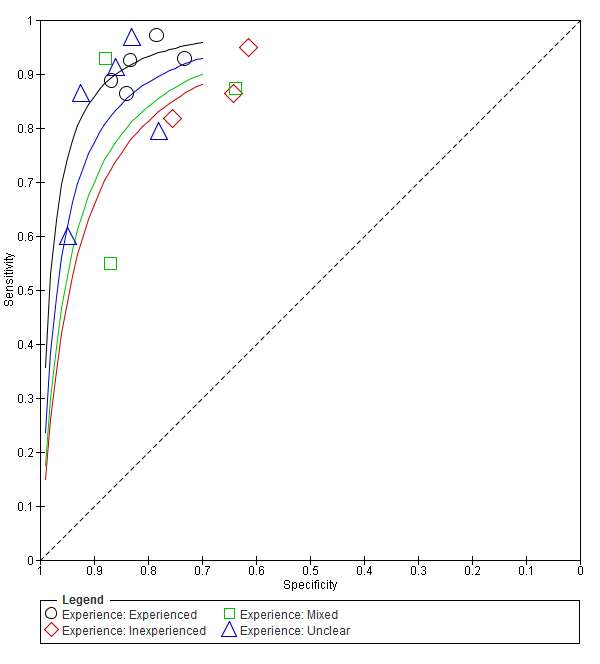 1
0.9
0.8
0.7
0.6
0.5
0.4
0.3
0.2
0.1
0
Sensitivity
1 0.9 0.8 0.7 0.6 0.5 0.4 0.3 0.2 0.1 0
Specificity
Legend
Experience: Experienced Experience: Mixed
Experience: Inexperienced Experience: Unclear